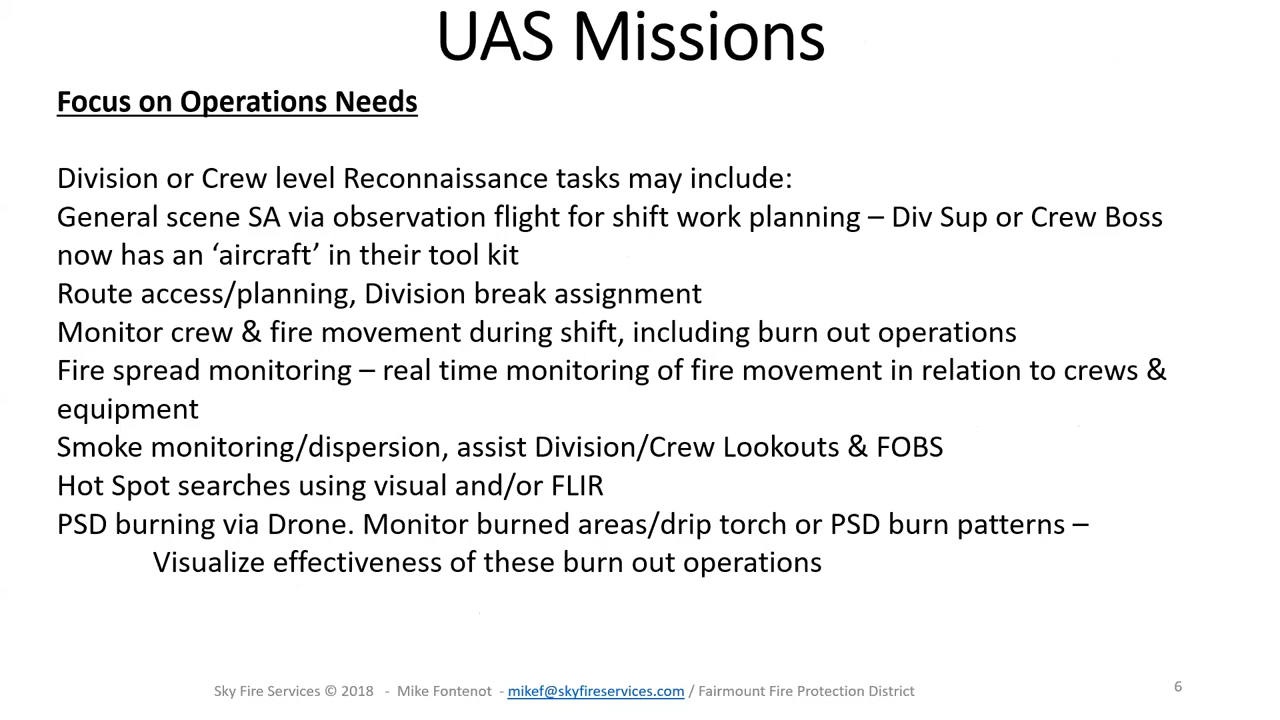 UAS Missions
Focus on Operations Needs
Division or Crew level Reconnaissance tasks may include:
General scene SA via observation flight for shift work planning – Div Sup or Crew Boss
now has an ‘aircraft’ in their tool kit
Route access/planning, Division break assignment
Monitor crew & fire movement during shift, including burn out operations
Fire spread monitoring – real time monitoring of fire movement in relation to crews &
equipment
Smoke monitoring/dispersion, assist Division/Crew Lookouts & FOBS
Hot Spot searches using visual and/or FLIR
PSD burning via Drone. Monitor burned areas/drip torch or PSD burn patterns –
Visualize effectiveness of these burn out operations
Sky Fire Services © 2018 - Mike Fontenot - mikef@skyfireservices.com / Fairmount Fire Protection District
6